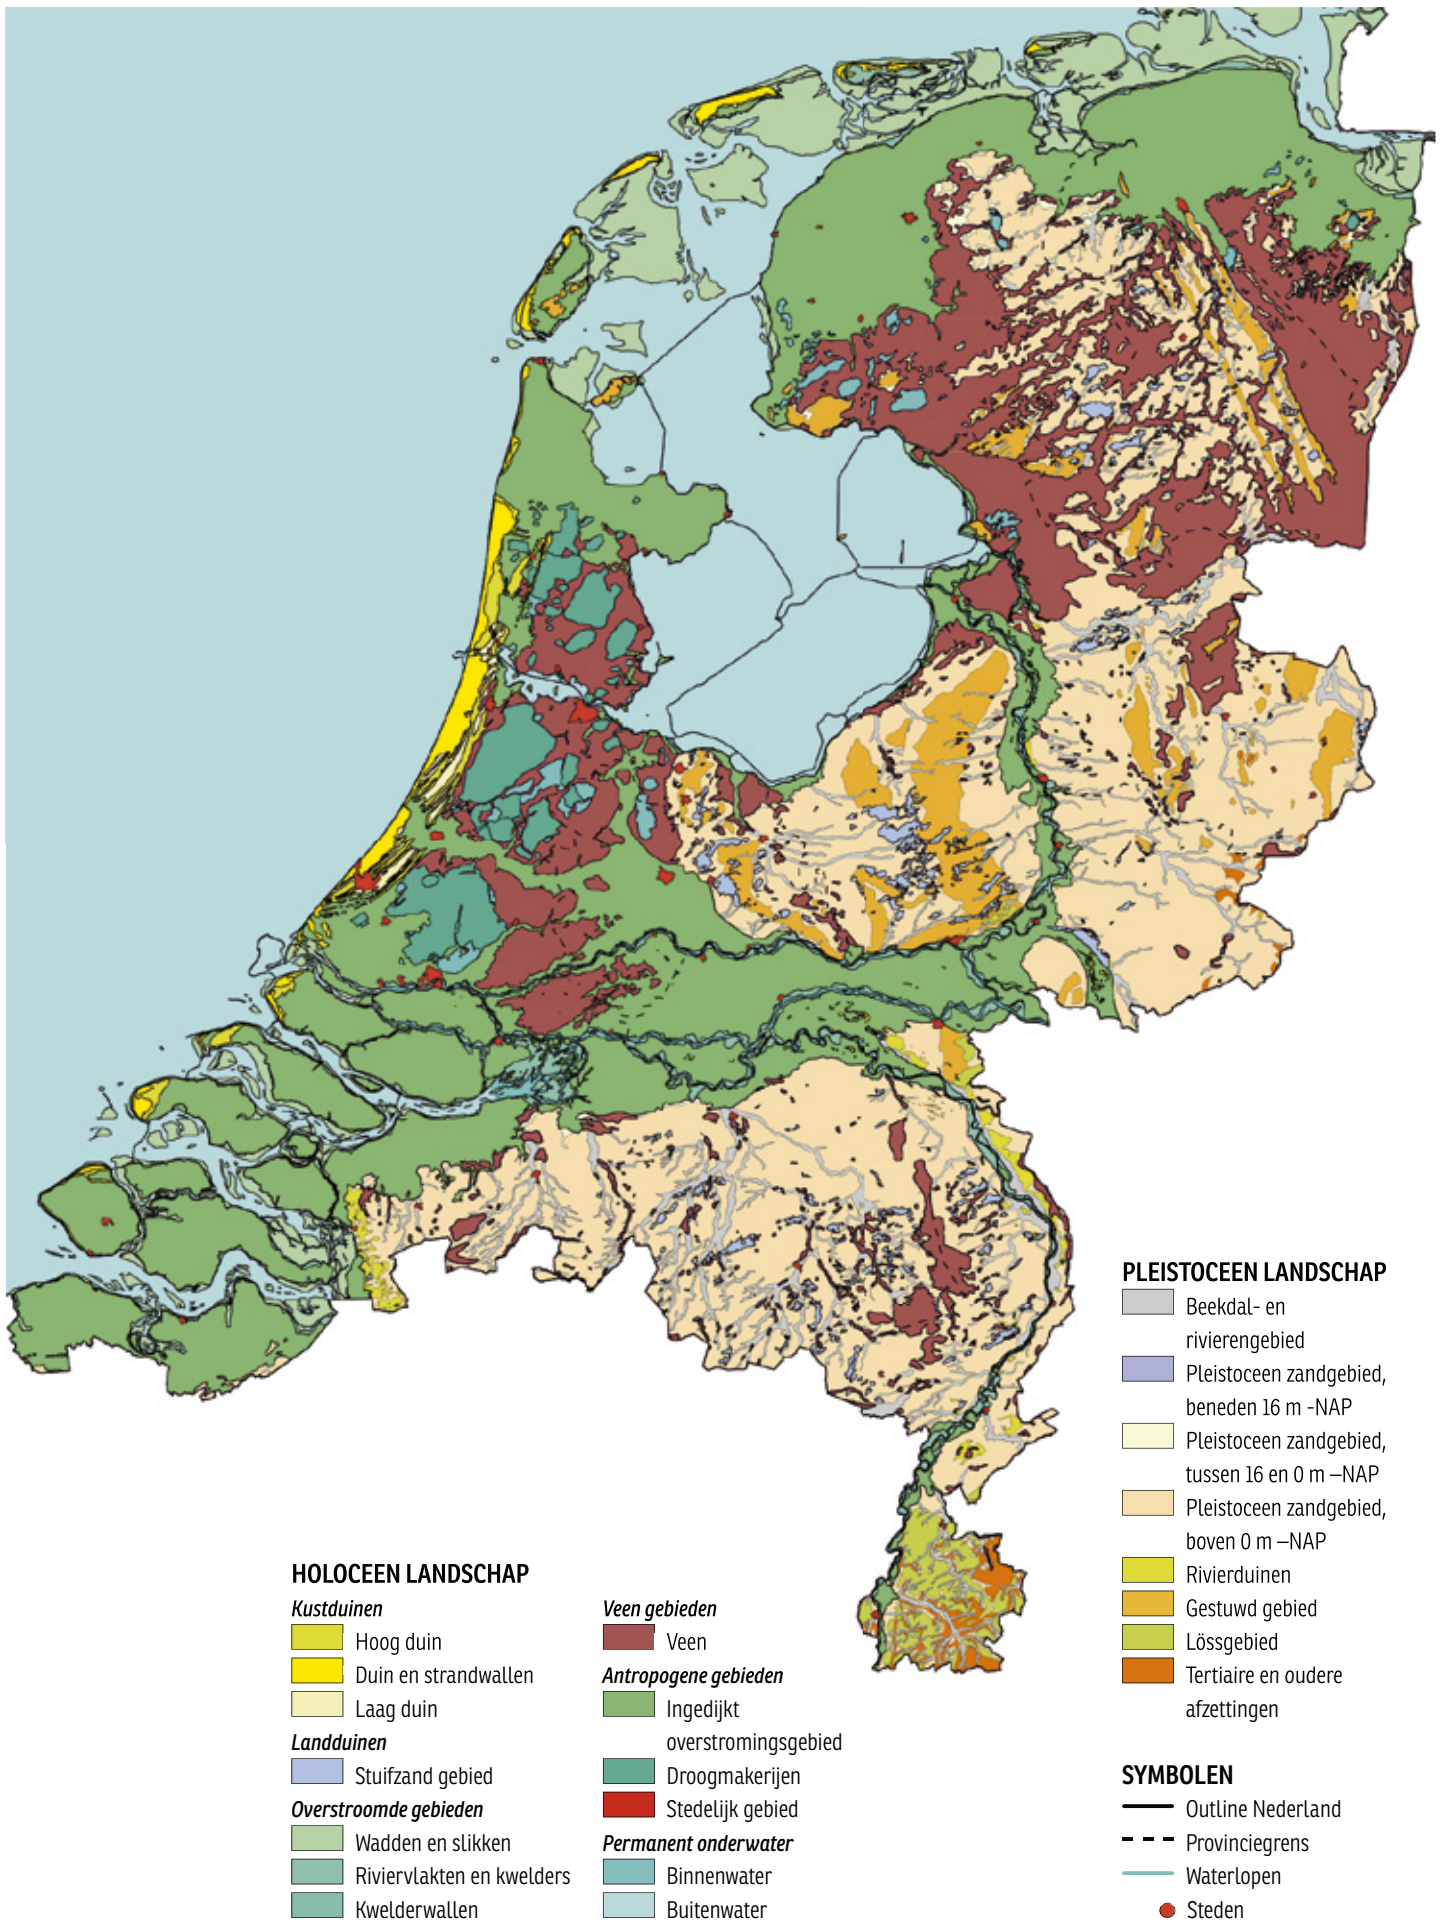 PLEISTOCEEN LANDSCHAP
Beekdal- en
rivierengebied
Pleistoceen zandgebied,
beneden 16 m -NAP
Pleistoceen zandgebied,
tussen 16 en 0 m –NAP
Pleistoceen zandgebied,
boven 0 m –NAP
Rivierduinen
Gestuwd gebied
Lössgebied
Tertiaire en oudere
afzettingen
HOLOCEEN LANDSCHAP
Kustduinen
Hoog duin
Duin en strandwallen
Laag duin
Landduinen
Stuifzand gebied
Overstroomde gebieden
Wadden en slikken
Riviervlakten en kwelders
Kwelderwallen
Veen gebieden
Veen
Antropogene gebieden
Ingedijkt
overstromingsgebied
Droogmakerijen
Stedelijk gebied
Permanent onderwater
Binnenwater
Buitenwater
SYMBOLEN
Outline Nederland
Provinciegrens
Waterlopen
Steden